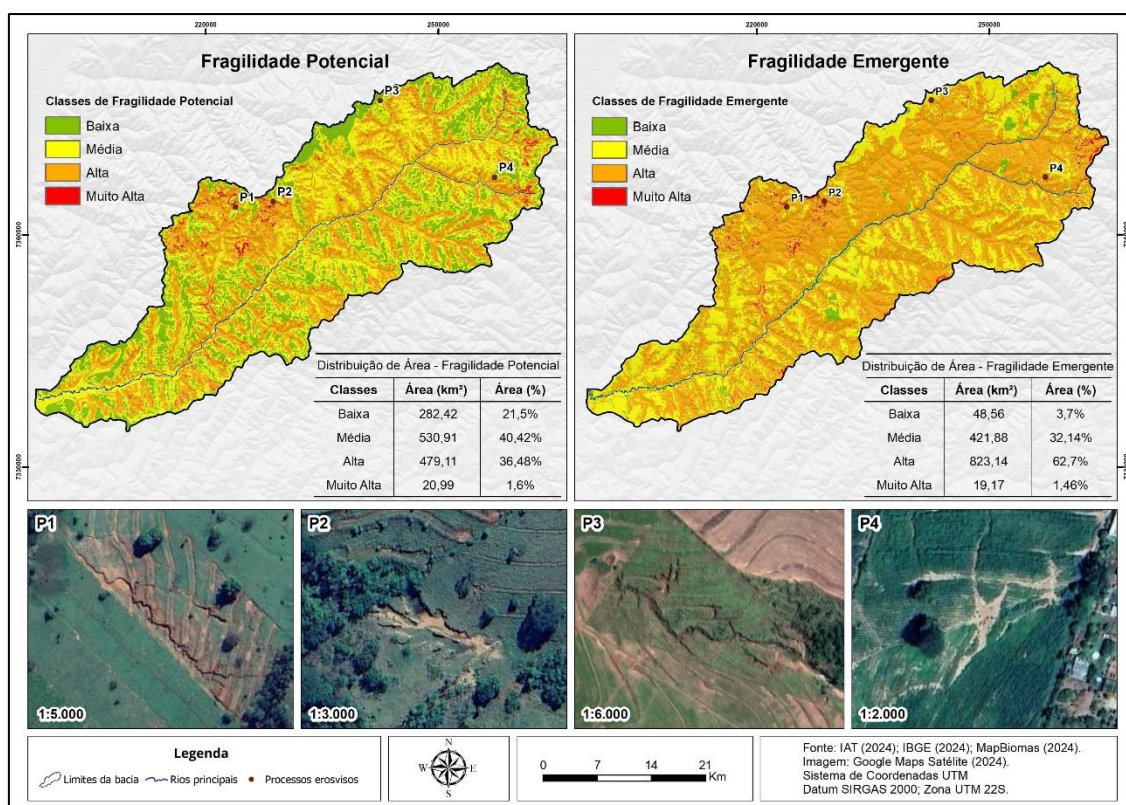 220000
250000
220000
250000
Fragilidade Potencial
Classes de Fragilidade Potencial
Baixa
Média
Alta
Muito Alta
P1
P2
P3
P4
7360000
7330000
Distribuição de Área - Fragilidade Potencial
Classes Área (km²) Área (%)
Baixa 282,42 21,5%
Média 530,91 40,42%
Alta 479,11 36,48%
Muito Alta 20,99 1,6%
Fragilidade Emergente
Classes de Fragilidade Emergente
Baixa
Média
Alta
Muito Alta
P1
P2
P3
P4
Distribuição de Área - Fragilidade Emergente
Classes Área (km²) Área (%)
Baixa 48,56 3,7%
Média 421,88 32,14%
Alta 823,14 62,7%
Muito Alta 19,17 1,46%
P1
1:5.000
P2
1:3.000
P3
1:6.000
P4
1:2.000
Legenda
Limites da bacia Rios principais Processos erosvisos
N
W E
S
0 7 14 21
Km
Fonte: IAT (2024); IBGE (2024); MapBiomas (2024).
Imagem: Google Maps Satélite (2024).
Sistema de Coordenadas UTM
Datum SIRGAS 2000; Zona UTM 22S.